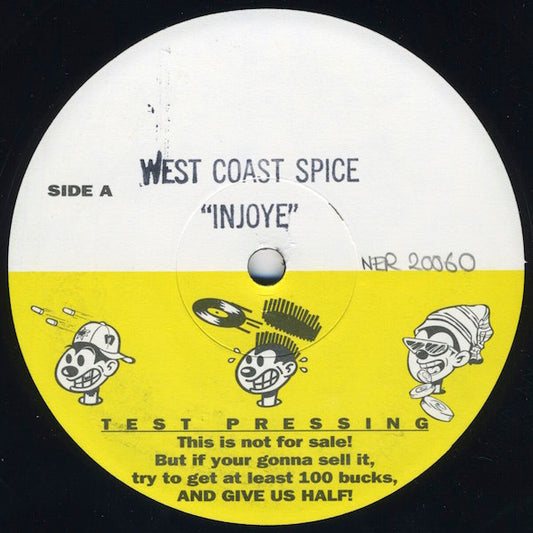 WEST COAST SPICE
SIDE A
"INJOYE"
NER 20060
TEST PRESSING
This is not for sale!
But if your gonna sell it,
try to get at least 100 bucks,
AND GIVE US HALF!